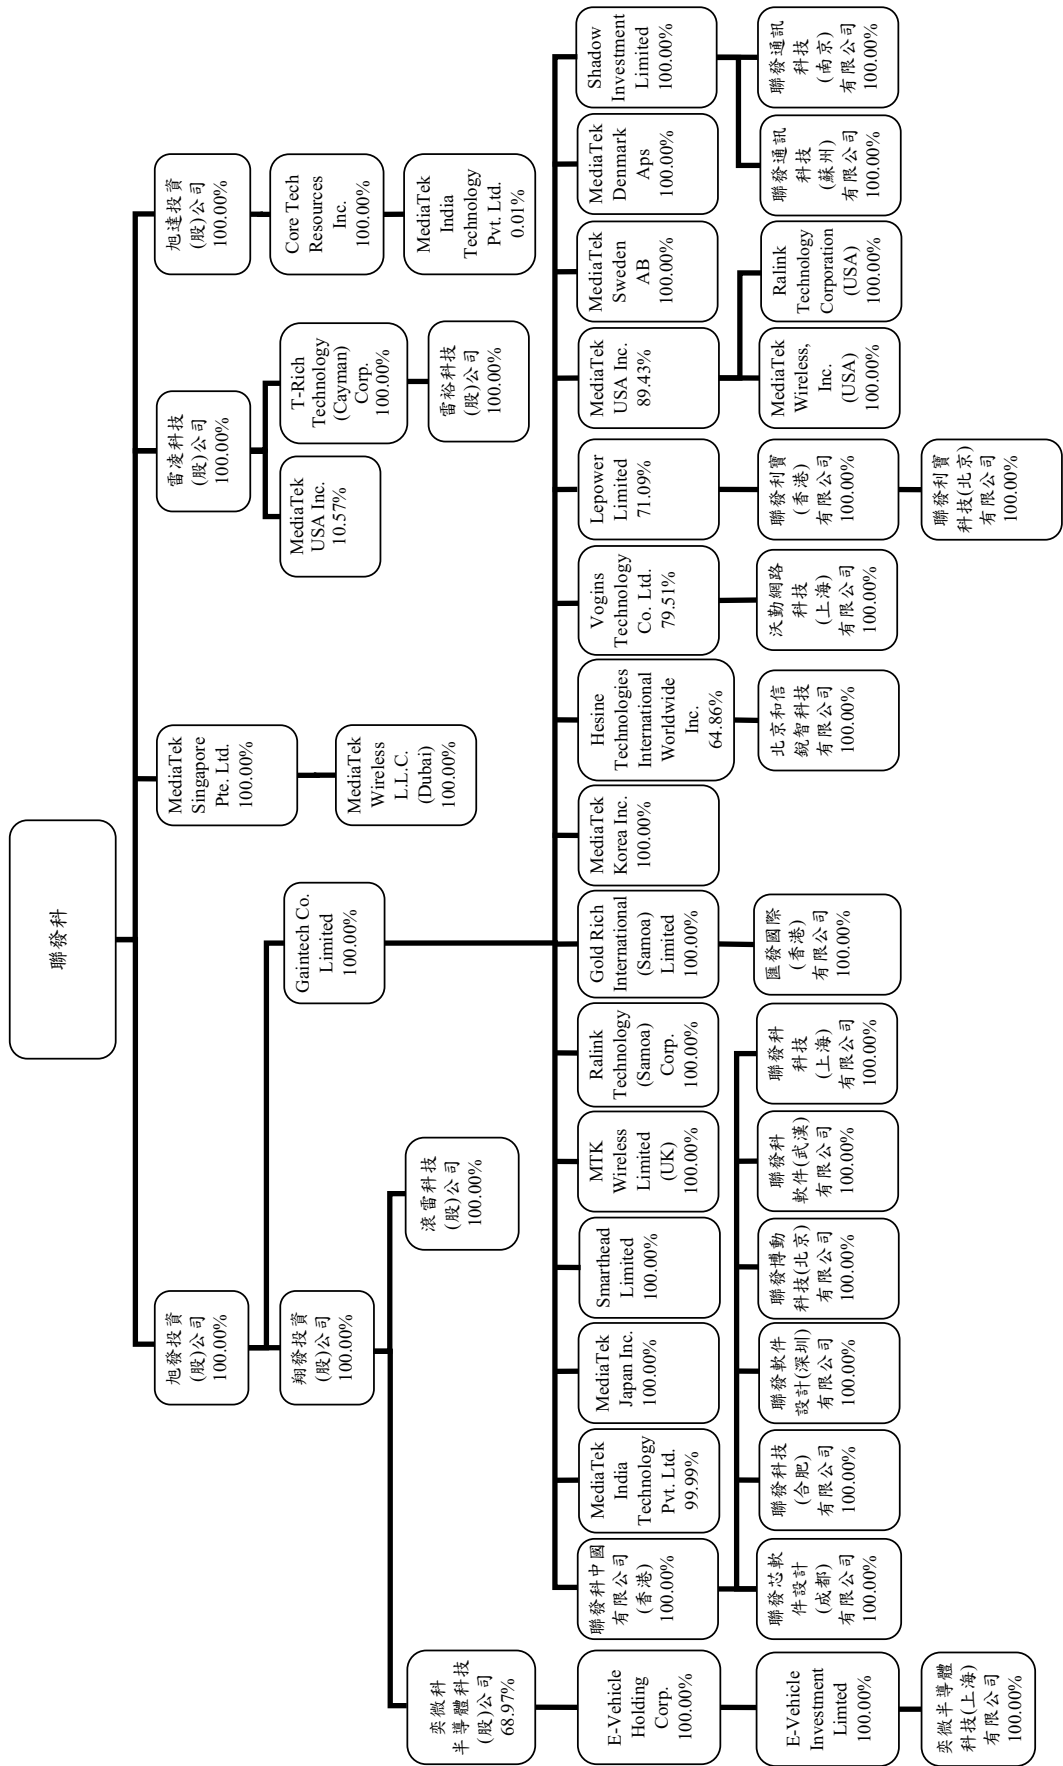 聯發科
旭發投資
(股)公司
100.00%
MediaTek
Singapore
Pte. Ltd.
100.00%
雷凌科技
(股)公司
100.00%
旭達投資
(股)公司
100.00%
翔發投資
(股)公司
100.00%
Gaintech Co.
Limited
100.00%
MediaTek
Wireless
L.L.C.
(Dubai)
100.00%
MediaTek
USA Inc.
10.57%
T-Rich
Technology
(Cayman)
Corp.
100.00%
Core Tech
Resources
Inc.
100.00%
奕微科
半導體科技
(股)公司
68.97%
滾雷科技
(股)公司
100.00%
雷裕科技
(股)公司
100.00%
MediaTek
India
Technology
Pvt. Ltd.
0.01%
E-Vehicle
Holding
Corp.
100.00%
聯發科中國
有限公司
(香港)
100.00%
MediaTek
India
Technology
Pvt. Ltd.
99.99%
MediaTek
Japan Inc.
100.00%
Smarthead
Limited
100.00%
MTK
Wireless
Limited
(UK)
100.00%
Ralink
Technology
(Samoa)
Corp.
100.00%
Gold Rich
International
(Samoa)
Limited
100.00%
MediaTek
Korea Inc.
100.00%
Hesine
Technologies
International
Worldwide
Inc.
64.86%
Vogins
Technology
Co. Ltd.
79.51%
Lepower
Limited
71.09%
MediaTek
USA Inc.
89.43%
MediaTek
Sweden
AB
100.00%
MediaTek
Denmark
Aps
100.00%
Shadow
Investment
Limited
100.00%
E-Vehicle
Investment
Limted
100.00%
聯發芯軟
件設計
(成都)
有限公司
100.00%
聯發科技
(合肥)
有限公司
100.00%
聯發軟件
設計(深圳)
有限公司
100.00%
聯發博動
科技(北京)
有限公司
100.00%
聯發科
軟件(武漢)
有限公司
100.00%
聯發科
科技
(上海)
有限公司
100.00%
匯發國際
(香港)
有限公司
100.00%
北京和信
銳智科技
有限公司
100.00%
沃勤網路
科技
(上海)
有限公司
100.00%
聯發利寶
(香港)
有限公司
100.00%
MediaTek
Wireless,
Inc.
(USA)
100.00%
Ralink
Technology
Corporation
(USA)
100.00%
聯發通訊
科技
(蘇州)
有限公司
100.00%
聯發通訊
科技
(南京)
有限公司
100.00%
奕微半導體
科技(上海)
有限公司
100.00%
聯發利寶
科技(北京)
有限公司
100.00%